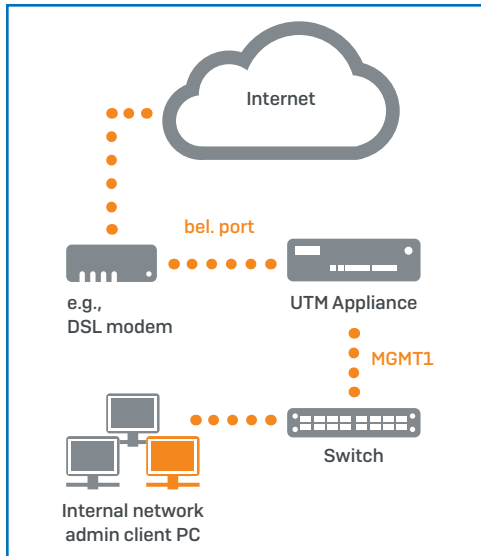 Internet
bel. port
e.g.,
DSL modem
UTM Appliance
MGMT1
Switch
Internal network
admin client PC